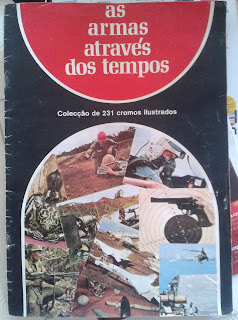 as
armas
através
dos tempos
Colecção de 231 cromos ilustrados